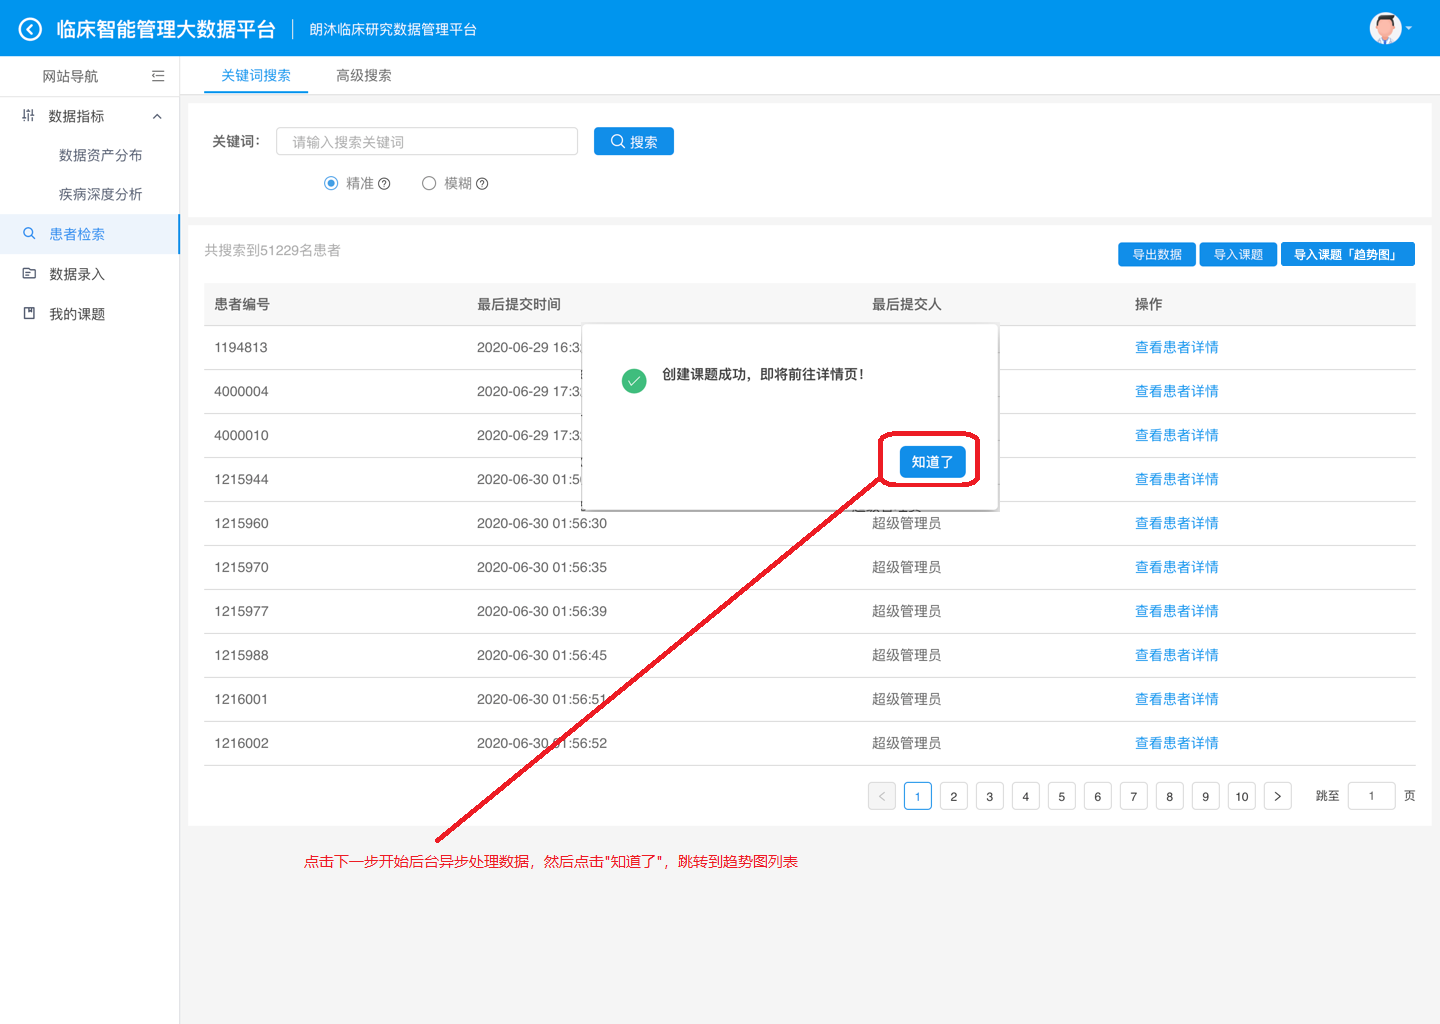 临床智能管理大数据平台 朗沐临床研究数据管理平台
网站导航
关键词搜索 高级搜索
数据指标
数据资产分布
疾病深度分析
患者检索
数据录入
我的课题
关键词： 请输入搜索关键词 搜索
精准 模糊
共搜索到51229名患者
导出数据 导入课题 导入课题「趋势图」
患者编号 最后提交时间 最后提交人 操作
1194813 2020-06-29 16:3 查看患者详情
4000004 2020-06-29 17:3 查看患者详情
4000010 2020-06-29 17:3 查看患者详情
1215944 2020-06-30 01:5 查看患者详情
1215960 2020-06-30 01:56:30 超级管理员 查看患者详情
1215970 2020-06-30 01:56:35 超级管理员 查看患者详情
1215977 2020-06-30 01:56:39 超级管理员 查看患者详情
1215988 2020-06-30 01:56:45 超级管理员 查看患者详情
1216001 2020-06-30 01:56:51 超级管理员 查看患者详情
1216002 2020-06-30 01:56:52 超级管理员 查看患者详情
创建课题成功，即将前往详情页！
知道了
< 1 2 3 4 5 6 7 8 9 10 > 跳至 1 页
点击下一步开始后台异步处理数据，然后点击"知道了"，跳转到趋势图列表